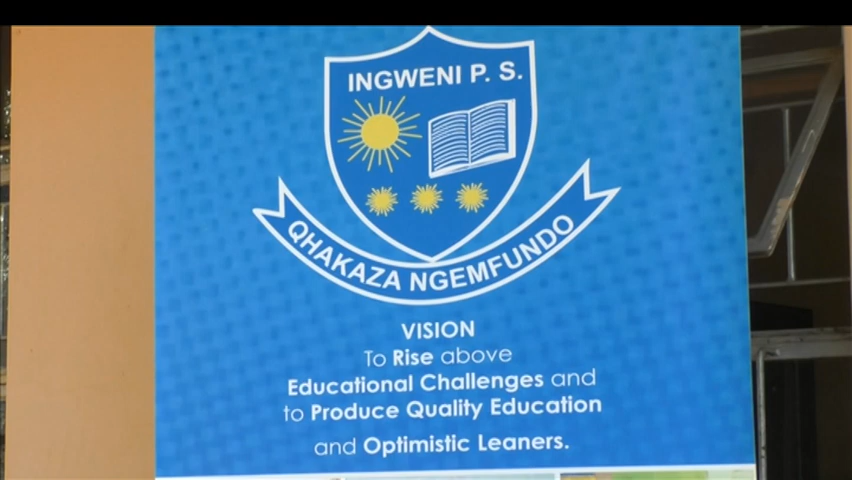 INGWENI P. S.
QHAKAZA NGEMFUNDO
VISION
To Rise above
Educational Challenges and
to Produce Quality Education
and Optimistic Leaners.